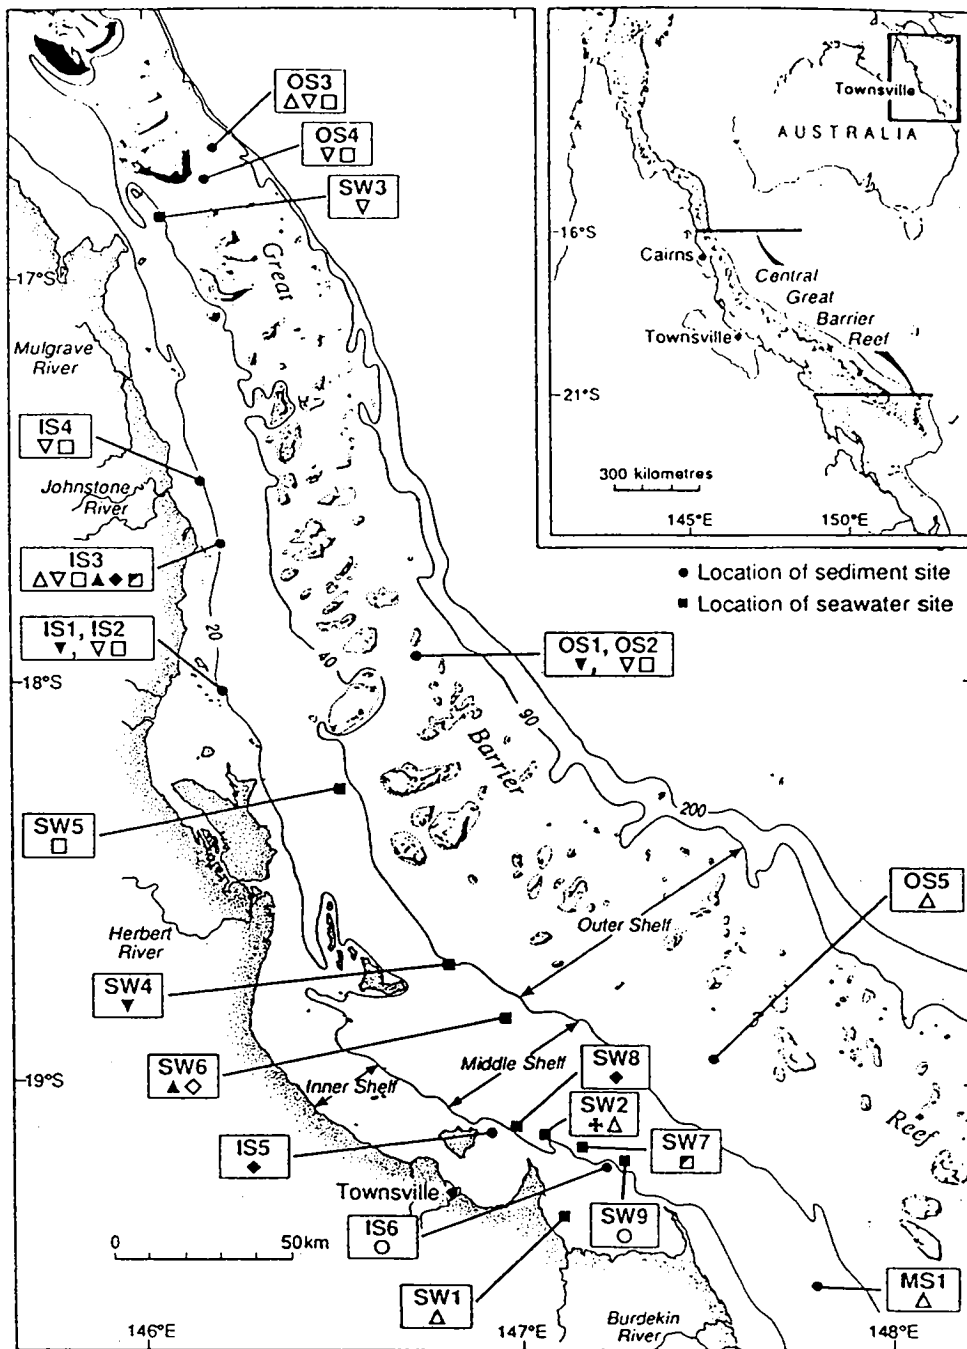 OS3
△▽□
OS4
▽□
SW3
▽
Great
17°S
Mulgrave
River
IS4
▽□
Johnstone
River
IS3
△▽□▲◆◪
20
IS1, IS2
▼, ▽□
40
OS1, OS2
▼, ▽□
18°S
90
Barrier
200
SW5
□
OS5
△
Outer Shelf
Herbert
River
SW4
▼
SW6
▲◇
Middle Shelf
Inner Shelf
19°S
SW8
◆
SW2
✚△
SW7
◪
IS5
◆
Reef
Townsville
IS6
○
SW9
○
0 50km
SW1
△
MS1
△
Burdekin
River
146°E
147°E
148°E
Townsville
AUSTRALIA
16°S
Cairns
Central
Great
Barrier
Reef
Townsville
21°S
300 kilometres
145°E
150°E
● Location of sediment site
■ Location of seawater site